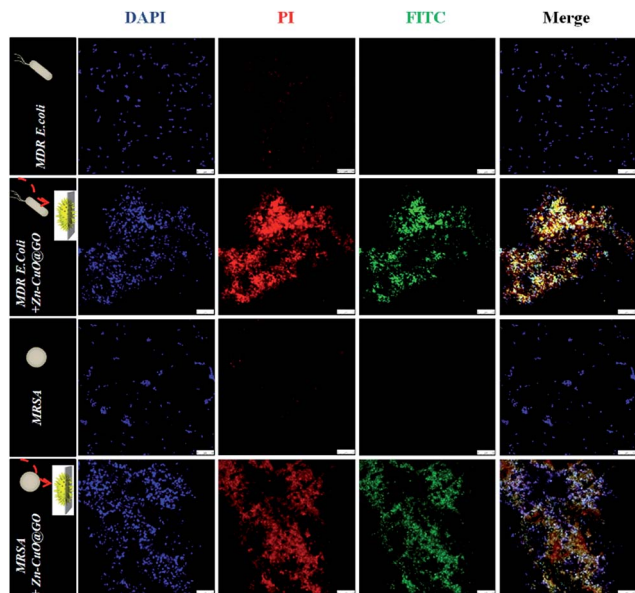 DAPI PI FITC Merge
MDR E.coli
MDR E.Coli
+Zn-CuO@GO
MRSA
MRSA
+ Zn-CuO@GO